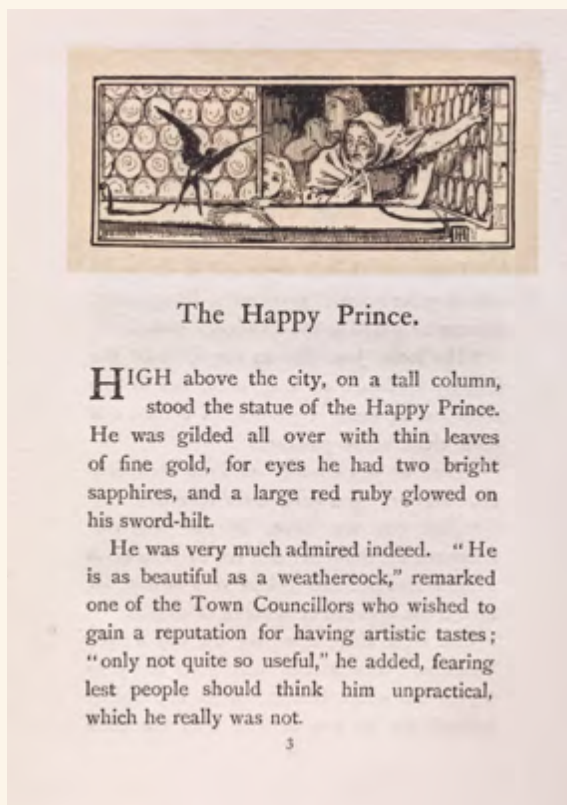 The Happy Prince.
HIGH above the city, on a tall column,
stood the statue of the Happy Prince.
He was gilded all over with thin leaves
of fine gold, for eyes he had two bright
sapphires, and a large red ruby glowed on
his sword-hilt.
He was very much admired indeed. “He
is as beautiful as a weathercock,” remarked
one of the Town Councillors who wished to
gain a reputation for having artistic tastes;
“only not quite so useful,” he added, fearing
lest people should think him unpractical,
which he really was not.
3